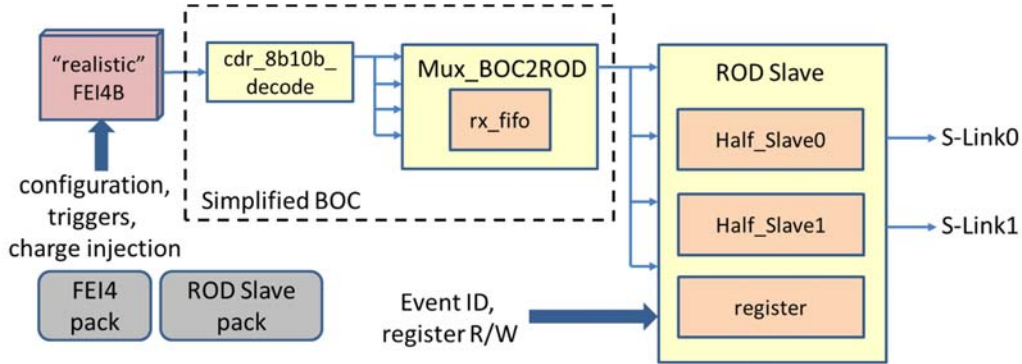 "realistic"
FEI4B
cdr_8b10b_
decode
Mux_BOC2ROD
rx_fifo
ROD Slave
Half_Slave0
S-Link0
configuration,
triggers,
charge injection
Simplified BOC
Half_Slave1
S-Link1
FEI4
pack
ROD Slave
pack
Event ID,
register R/W
register